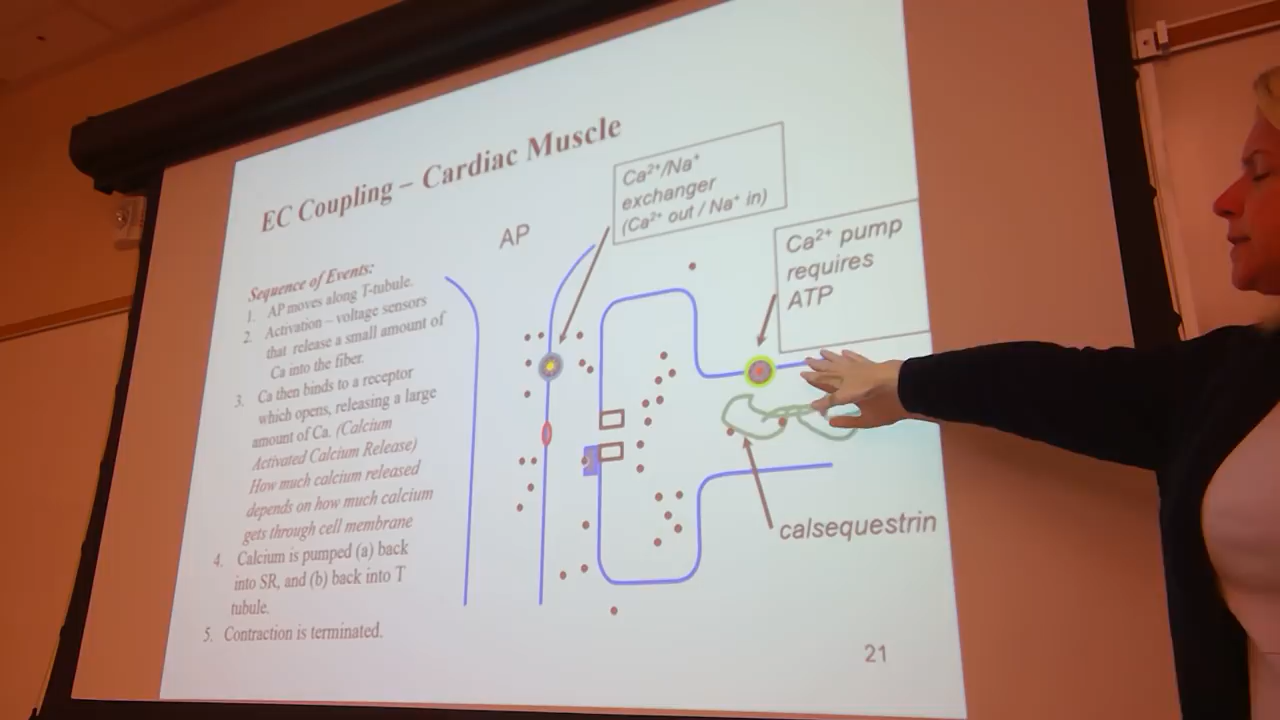 EC Coupling – Cardiac Muscle
Sequence of Events:
1. AP moves along T-tubule.
2. Activation – voltage sensors
that release a small amount of
Ca into the fiber.
3. Ca then binds to a receptor
which opens, releasing a large
amount of Ca. (Calcium
Activated Calcium Release)
How much calcium released
depends on how much calcium
gets through cell membrane
4. Calcium is pumped (a) back
into SR, and (b) back into T
tubule.
5. Contraction is terminated.
AP
Ca²⁺/Na⁺
exchanger
(Ca²⁺ out / Na⁺ in)
Ca²⁺ pump
requires
ATP
calsequestrin
21